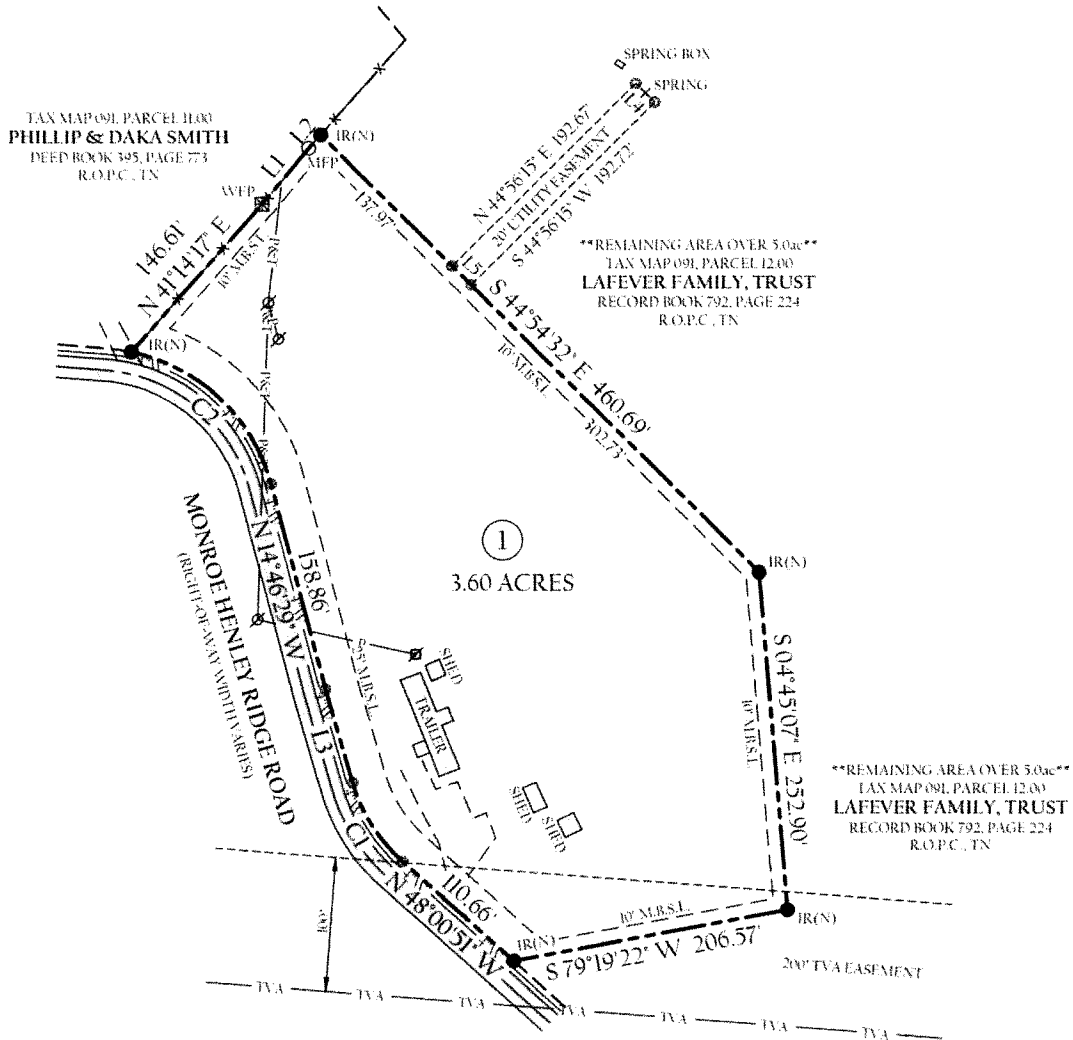 SPRING BOX
SPRING
L4
N 44°56'15" E 192.67'
20' UTILITY EASEMENT
S 44°56'15" W 192.72'
TAX MAP 091, PARCEL 11.00
PHILLIP & DAKA SMITH
DEED BOOK 395, PAGE 773
R.O.P.C., TN
L2
IR(N)
MFP
L1
WFP
146.61'
N 41°14'17" E
10' M.B.S.L.
137.97'
L5
**REMAINING AREA OVER 5.0ac**
TAX MAP 091, PARCEL 12.00
LAFEVER FAMILY, TRUST
RECORD BOOK 792, PAGE 224
R.O.P.C., TN
S 44°54'32" E 460.69'
10' M.B.S.L.
302.73'
IR(N)
C2
MONROE HENLEY RIDGE ROAD
(RIGHT-OF-WAY WIDTH VARIES)
N 14°46'29" W
158.86'
1
3.60 ACRES
IR(N)
S 04°45'07" E 252.90'
10' M.B.S.L.
25' M.B.S.L.
SHED
TRAILER
L3
SHED
SHED
C1
**REMAINING AREA OVER 5.0ac**
TAX MAP 091, PARCEL 12.00
LAFEVER FAMILY, TRUST
RECORD BOOK 792, PAGE 224
R.O.P.C., TN
110.66'
N 48°00'51" W
100'
10' M.B.S.L.
IR(N)
IR(N)
S 79°19'22" W 206.57'
200' TVA EASEMENT
TVA TVA TVA TVA TVA TVA TVA